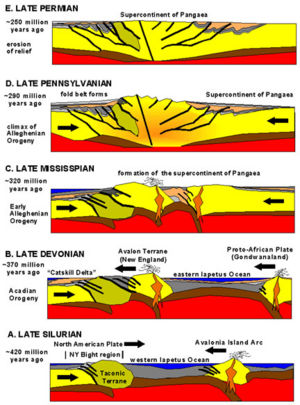 E. LATE PERMIAN
Supercontinent of Pangaea
~250 million
years ago
erosion
of relief
D. LATE PENNSYLVANIAN
~290 million
years ago
fold belt forms
Supercontinent of Pangaea
climax of
Alleghenian
Orogeny
C. LATE MISSISSPIAN
~320 million
years ago
formation of the supercontinent of Pangaea
Early
Alleghenian
Orogeny
B. LATE DEVONIAN
~370 million
years ago
"Catskill Delta"
Avalon Terrane
(New England)
Proto-African Plate
(Gondwanaland)
eastern Iapetus Ocean
Acadian
Orogeny
A. LATE SILURIAN
~420 million
years ago
North American Plate
| NY Bight region |
Avalonia Island Arc
western Iapetus Ocean
Taconic
Terrane